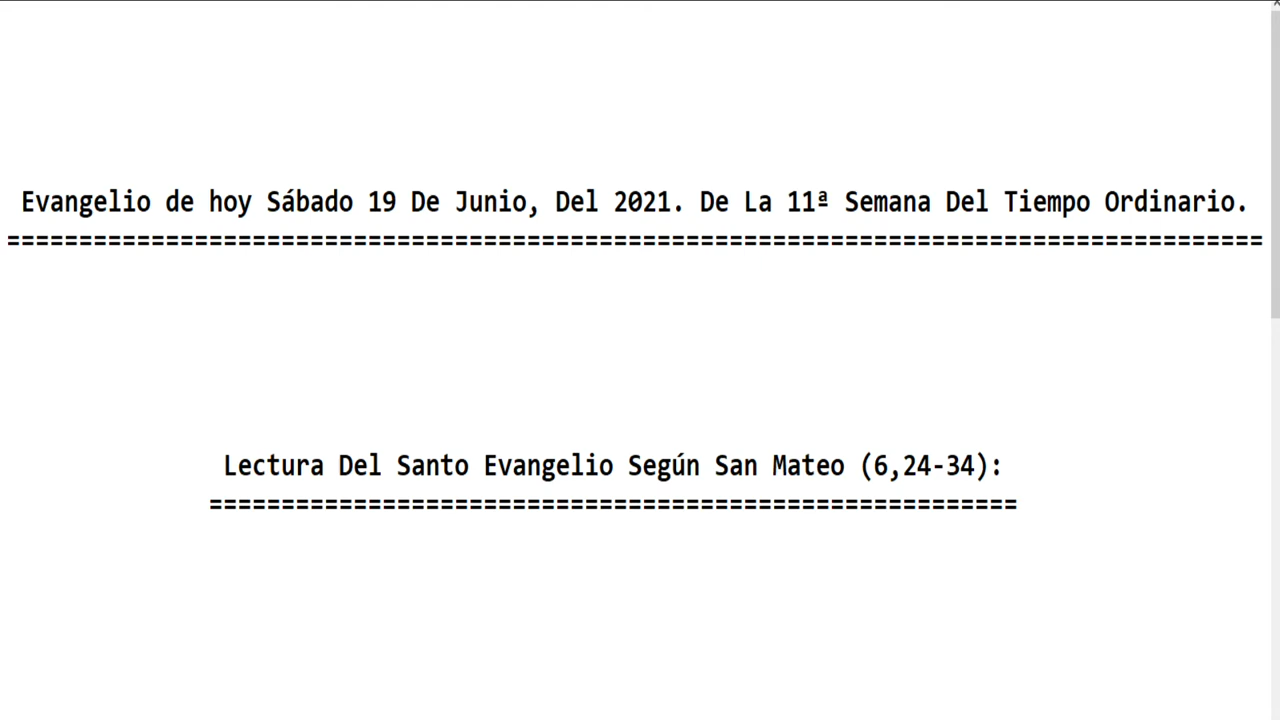 Evangelio de hoy Sábado 19 De Junio, Del 2021. De La 11ª Semana Del Tiempo Ordinario.
=======================================================================================
Lectura Del Santo Evangelio Según San Mateo (6,24-34):
========================================================